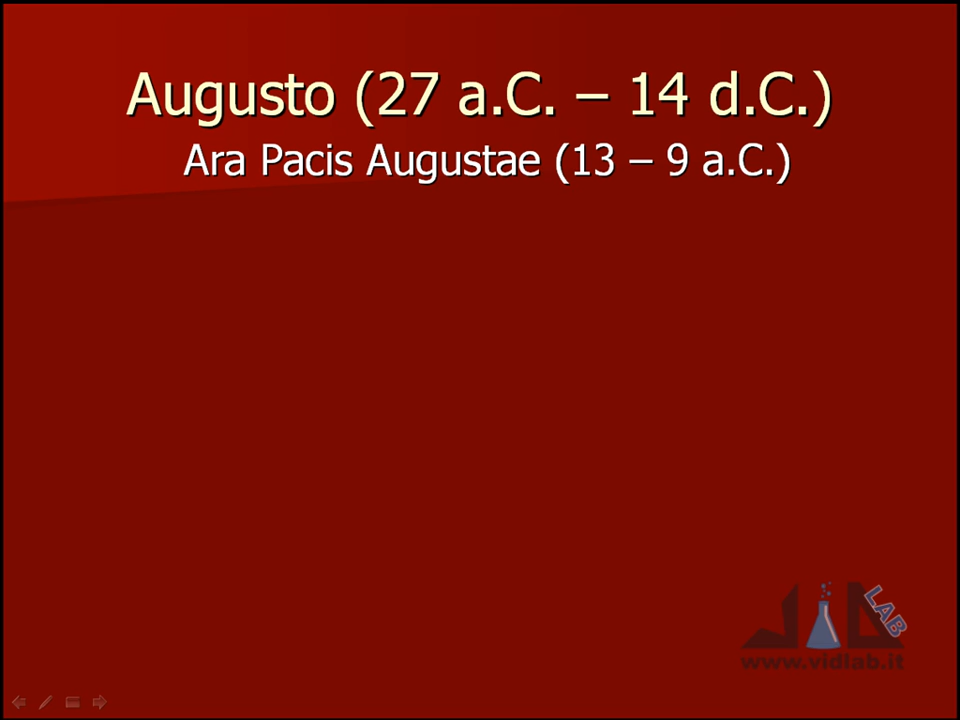 Augusto (27 a.C. – 14 d.C.)
Ara Pacis Augustae (13 – 9 a.C.)
LAB
www.vidlab.it